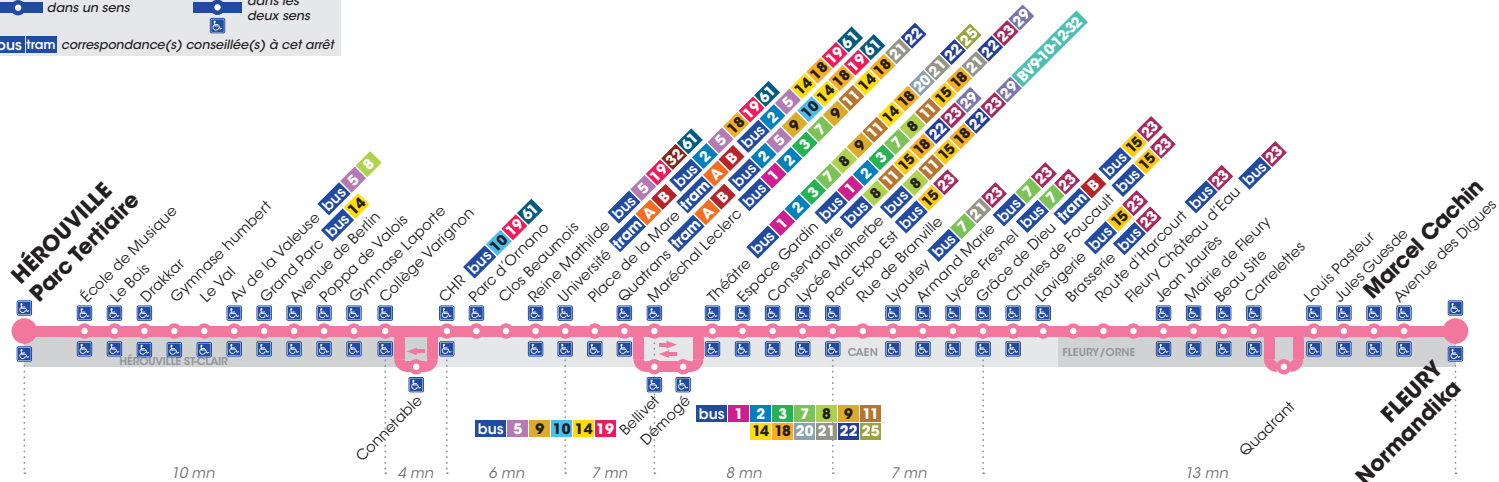 dans un sens
dans les
deux sens
bus tram correspondance(s) conseillée(s) à cet arrêt
HÉROUVILLE
Parc Tertiaire
École de Musique
Le Bois
Drakkar
Gymnase humbert
Le Val
Av de la Valeuse bus 5 8
Grand Parc bus 14
Avenue de Berlin
Poppa de Valois
Gymnase Laporte
Collège Varignon
CHR bus 10 19 61
Parc d'Ornano
Clos Beaumois
Reine Mathilde bus 5 19 32 61
Université tram A B bus 2 5 18 19 61
Place de la Mare tram A B bus 2 5 14 18 19 61
Quatrans tram A B bus 2 5 9 10 14 18 19 61
Maréchal Leclerc bus 1 2 3 7 9 11 14 18 21 22
Théâtre bus 1 2 3 7 8 9 11 14 18 20 21 22 25
Espace Gardin bus 1 2 3 7 8 11 15 18 21 22 23 29
Conservatoire bus 8 11 15 18 22 23 29
Lycée Malherbe bus 8 11 15 18 22 23 29 BV9-10-12-32
Parc Expo Est bus 15 23
Rue de Branville
Lyautey bus 7 21 23
Armand Marie bus 7 23
Lycée Fresnel bus 7 23
Grâce de Dieu tram B bus 15 23
Charles de Foucault bus 15 23
Lavigerie bus 15 23
Brasserie bus 23
Route d'Harcourt bus 23
Fleury Château d'Eau bus 23
Jean Jaurès
Mairie de Fleury
Beau Site
Carrelettes
Louis Pasteur
Jules Guesde
Marcel Cachin
Avenue des Digues
HÉROUVILLE ST-CLAIR
CAEN
FLEURY/ORNE
Connétable
bus 5 9 10 14 19
Bellivet
Démogé
bus 1 2 3 7 8 9 11
14 18 20 21 22 25
Quadrant
FLEURY
Normandika
10 mn
4 mn
6 mn
7 mn
8 mn
7 mn
13 mn